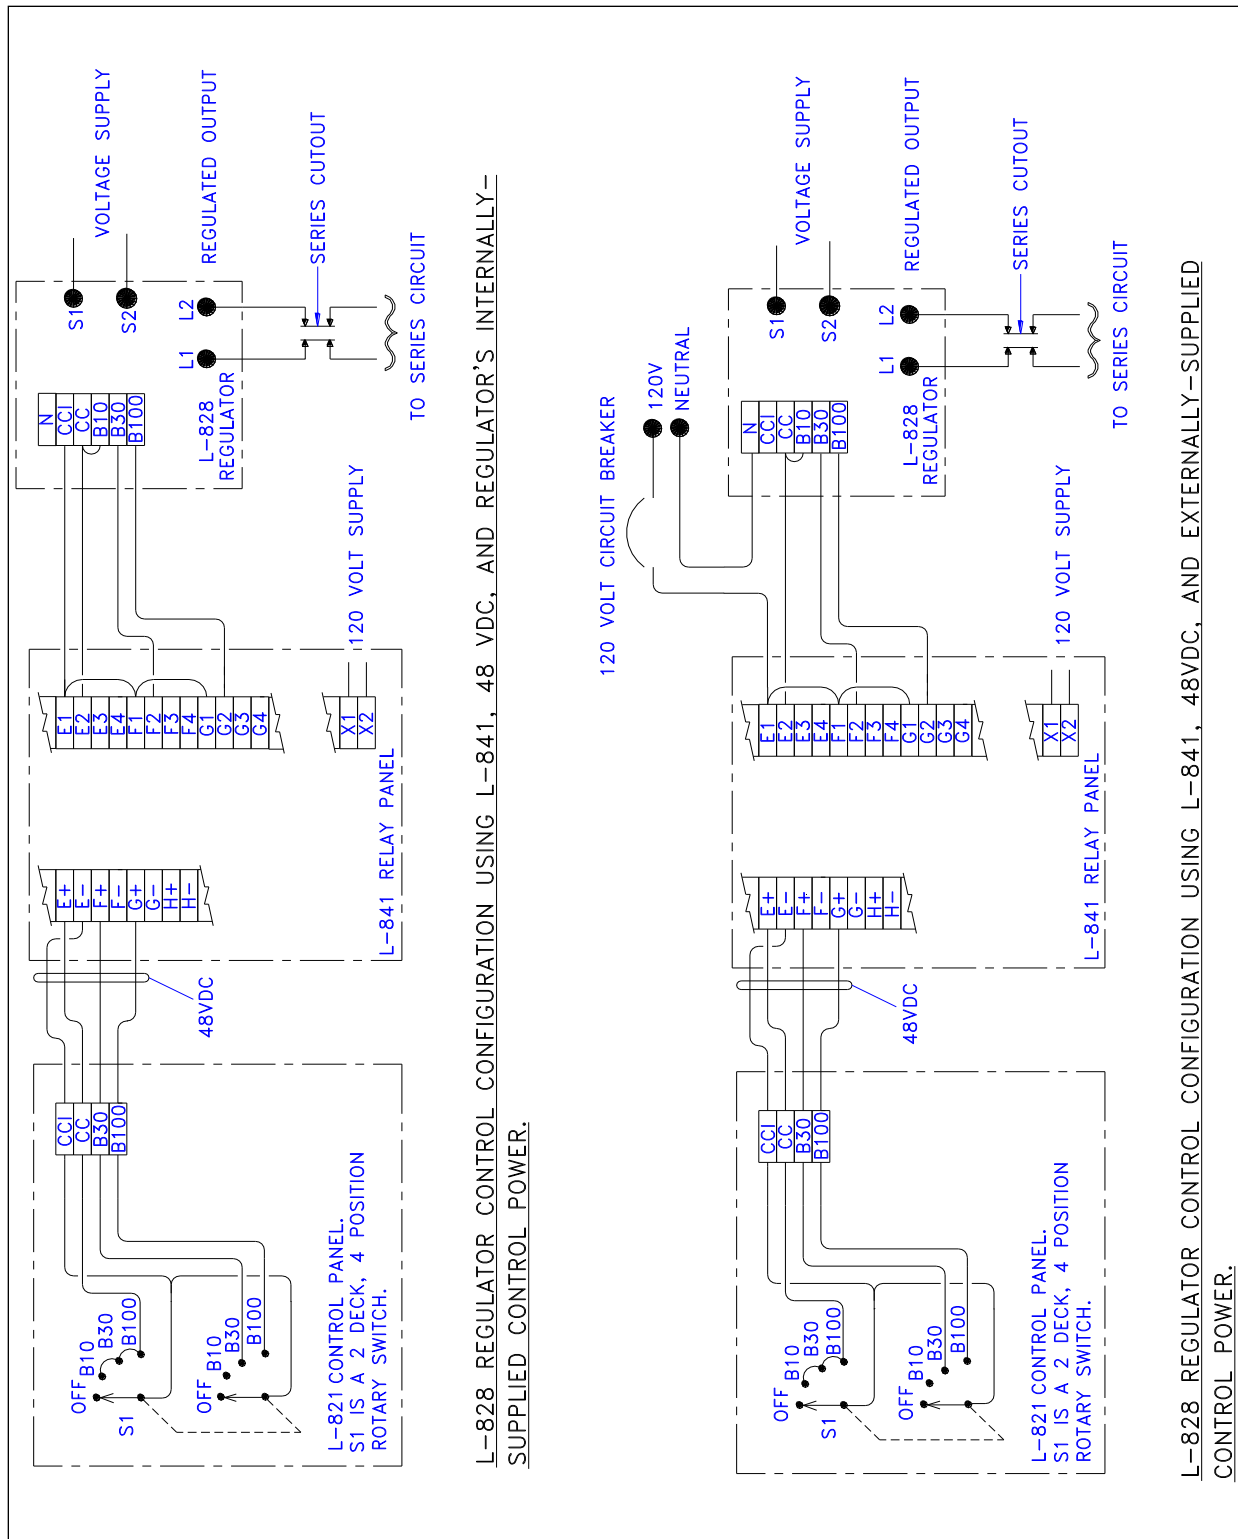 VOLTAGE SUPPLY
S1
S2
REGULATED OUTPUT
L1
L2
SERIES CUTOUT
TO SERIES CIRCUIT
N
CCI
CC
B10
B30
B100
L-828
REGULATOR
E1
E2
E3
E4
F1
F2
F3
F4
G1
G2
G3
G4
X1
X2
120 VOLT SUPPLY
E+
E-
F+
F-
G+
G-
H+
H-
L-841 RELAY PANEL
48VDC
CCI
CC
B30
B100
OFF
B10
B30
B100
S1
OFF
B10
B30
B100
L-821 CONTROL PANEL.
S1 IS A 2 DECK, 4 POSITION
ROTARY SWITCH.
L-828 REGULATOR CONTROL CONFIGURATION USING L-841, 48 VDC, AND REGULATOR'S INTERNALLY-
SUPPLIED CONTROL POWER.
120 VOLT CIRCUIT BREAKER
120V
NEUTRAL
VOLTAGE SUPPLY
S1
S2
REGULATED OUTPUT
L1
L2
SERIES CUTOUT
TO SERIES CIRCUIT
N
CCI
CC
B10
B30
B100
L-828
REGULATOR
E1
E2
E3
E4
F1
F2
F3
F4
G1
G2
G3
G4
X1
X2
120 VOLT SUPPLY
E+
E-
F+
F-
G+
G-
H+
H-
L-841 RELAY PANEL
48VDC
CCI
CC
B30
B100
OFF
B10
B30
B100
S1
OFF
B10
B30
B100
L-821 CONTROL PANEL.
S1 IS A 2 DECK, 4 POSITION
ROTARY SWITCH.
L-828 REGULATOR CONTROL CONFIGURATION USING L-841, 48VDC, AND EXTERNALLY-SUPPLIED
CONTROL POWER.